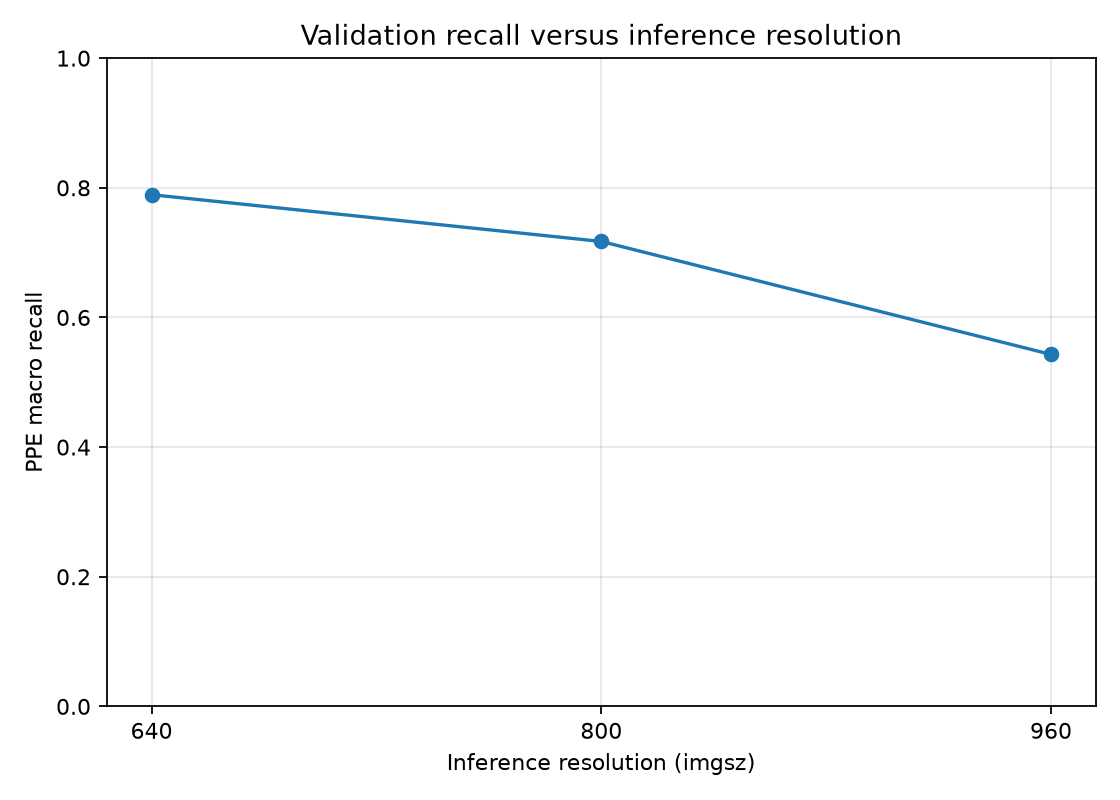 Validation recall versus inference resolution
1.0
0.8
0.6
0.4
0.2
0.0
PPE macro recall
640 800 960
Inference resolution (imgsz)